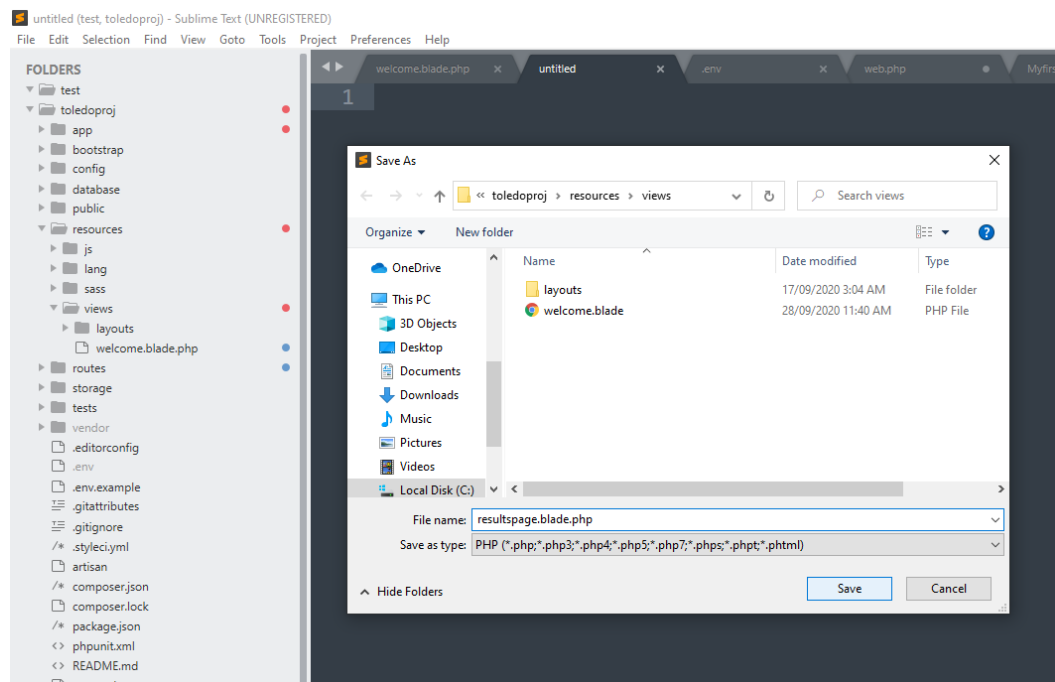 untitled (test, toledoproj) - Sublime Text (UNREGISTERED)
File Edit Selection Find View Goto Tools Project Preferences Help
FOLDERS
test
toledoproj
app
bootstrap
config
database
public
resources
js
lang
sass
views
layouts
welcome.blade.php
routes
storage
tests
vendor
.editorconfig
.env
.env.example
.gitattributes
.gitignore
/* .styleci.yml
artisan
/* composer.json
composer.lock
/* package.json
<> phpunit.xml
<> README.md
welcome.blade.php × untitled × .env × web.php Myfirs
1
Save As
« toledoproj › resources › views
Search views
Organize New folder
OneDrive
This PC
3D Objects
Desktop
Documents
Downloads
Music
Pictures
Videos
Local Disk (C:)
Name Date modified Type
layouts 17/09/2020 3:04 AM File folder
welcome.blade 28/09/2020 11:40 AM PHP File
File name: resultspage.blade.php
Save as type: PHP (*.php;*.php3;*.php4;*.php5;*.php7;*.phps;*.phpt;*.phtml)
Hide Folders
Save Cancel